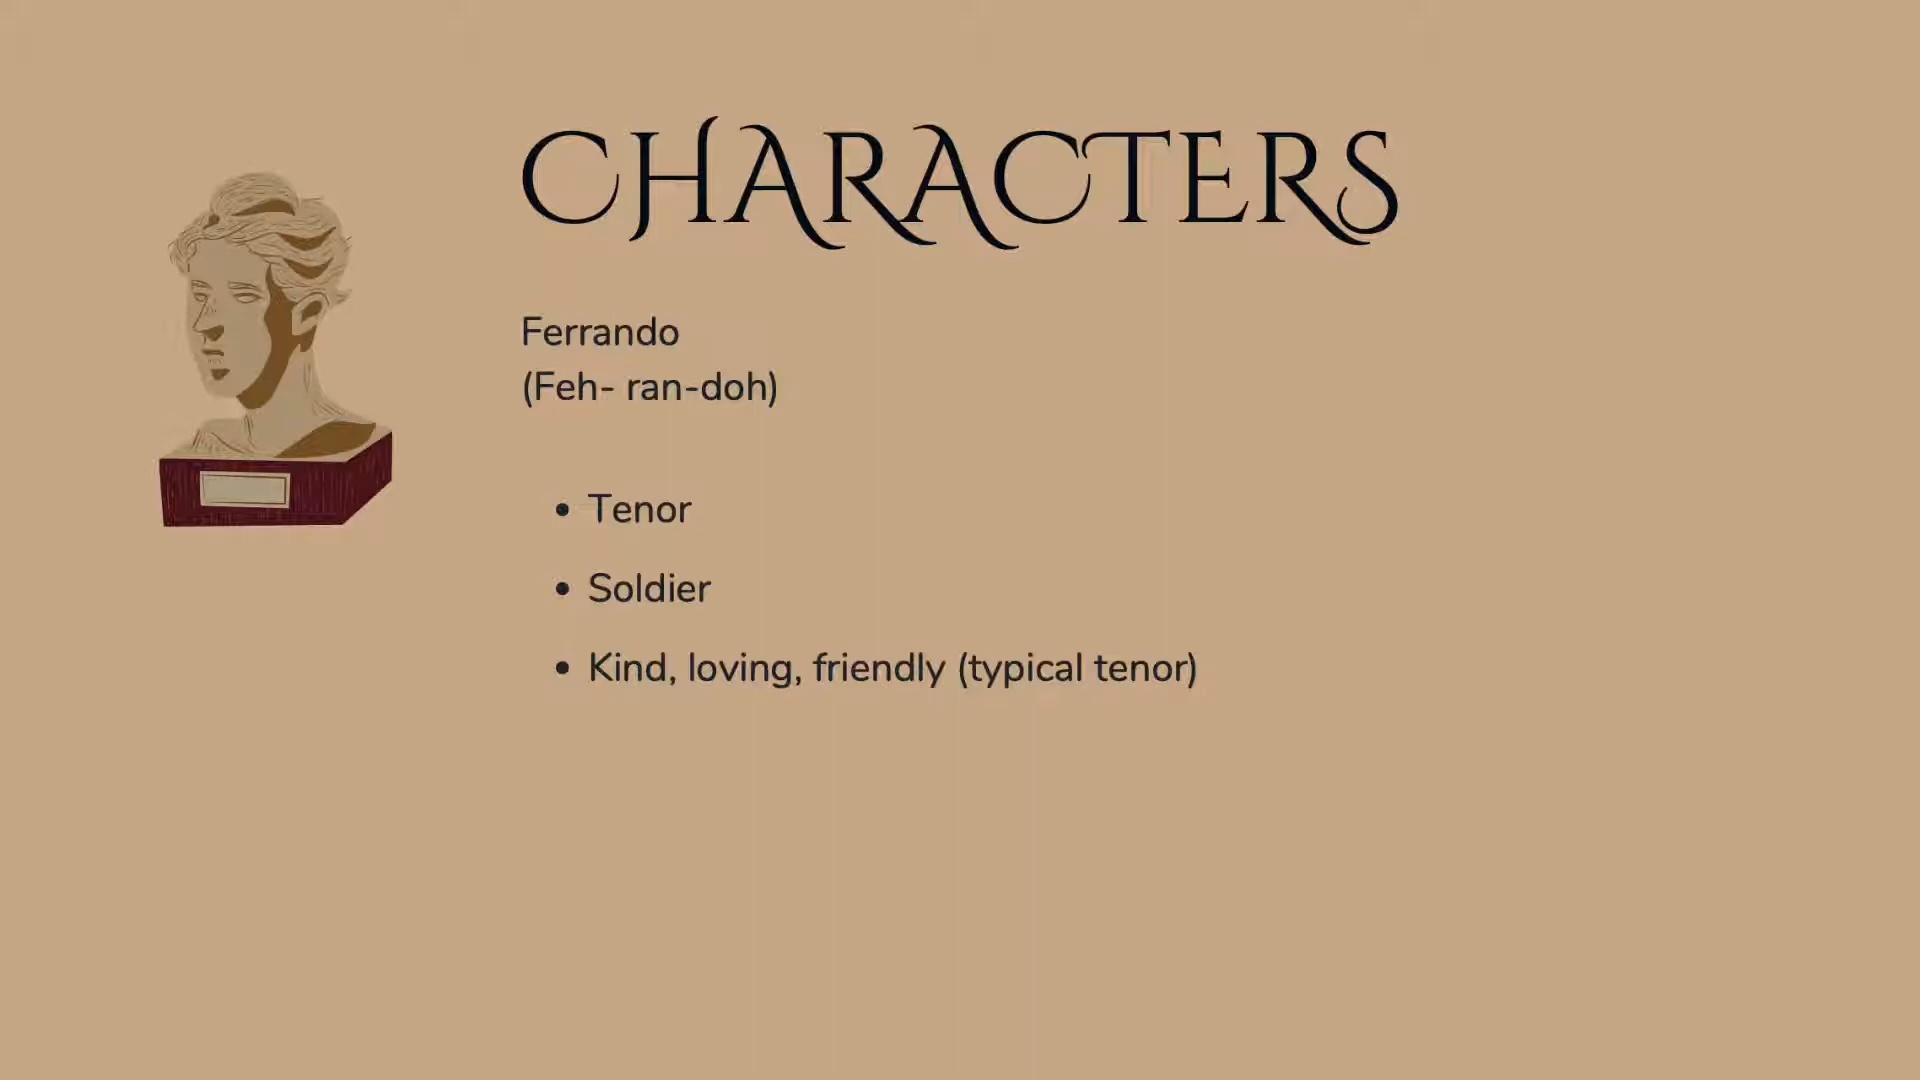 CHARACTERS
Ferrando
(Feh- ran-doh)
• Tenor
• Soldier
• Kind, loving, friendly (typical tenor)